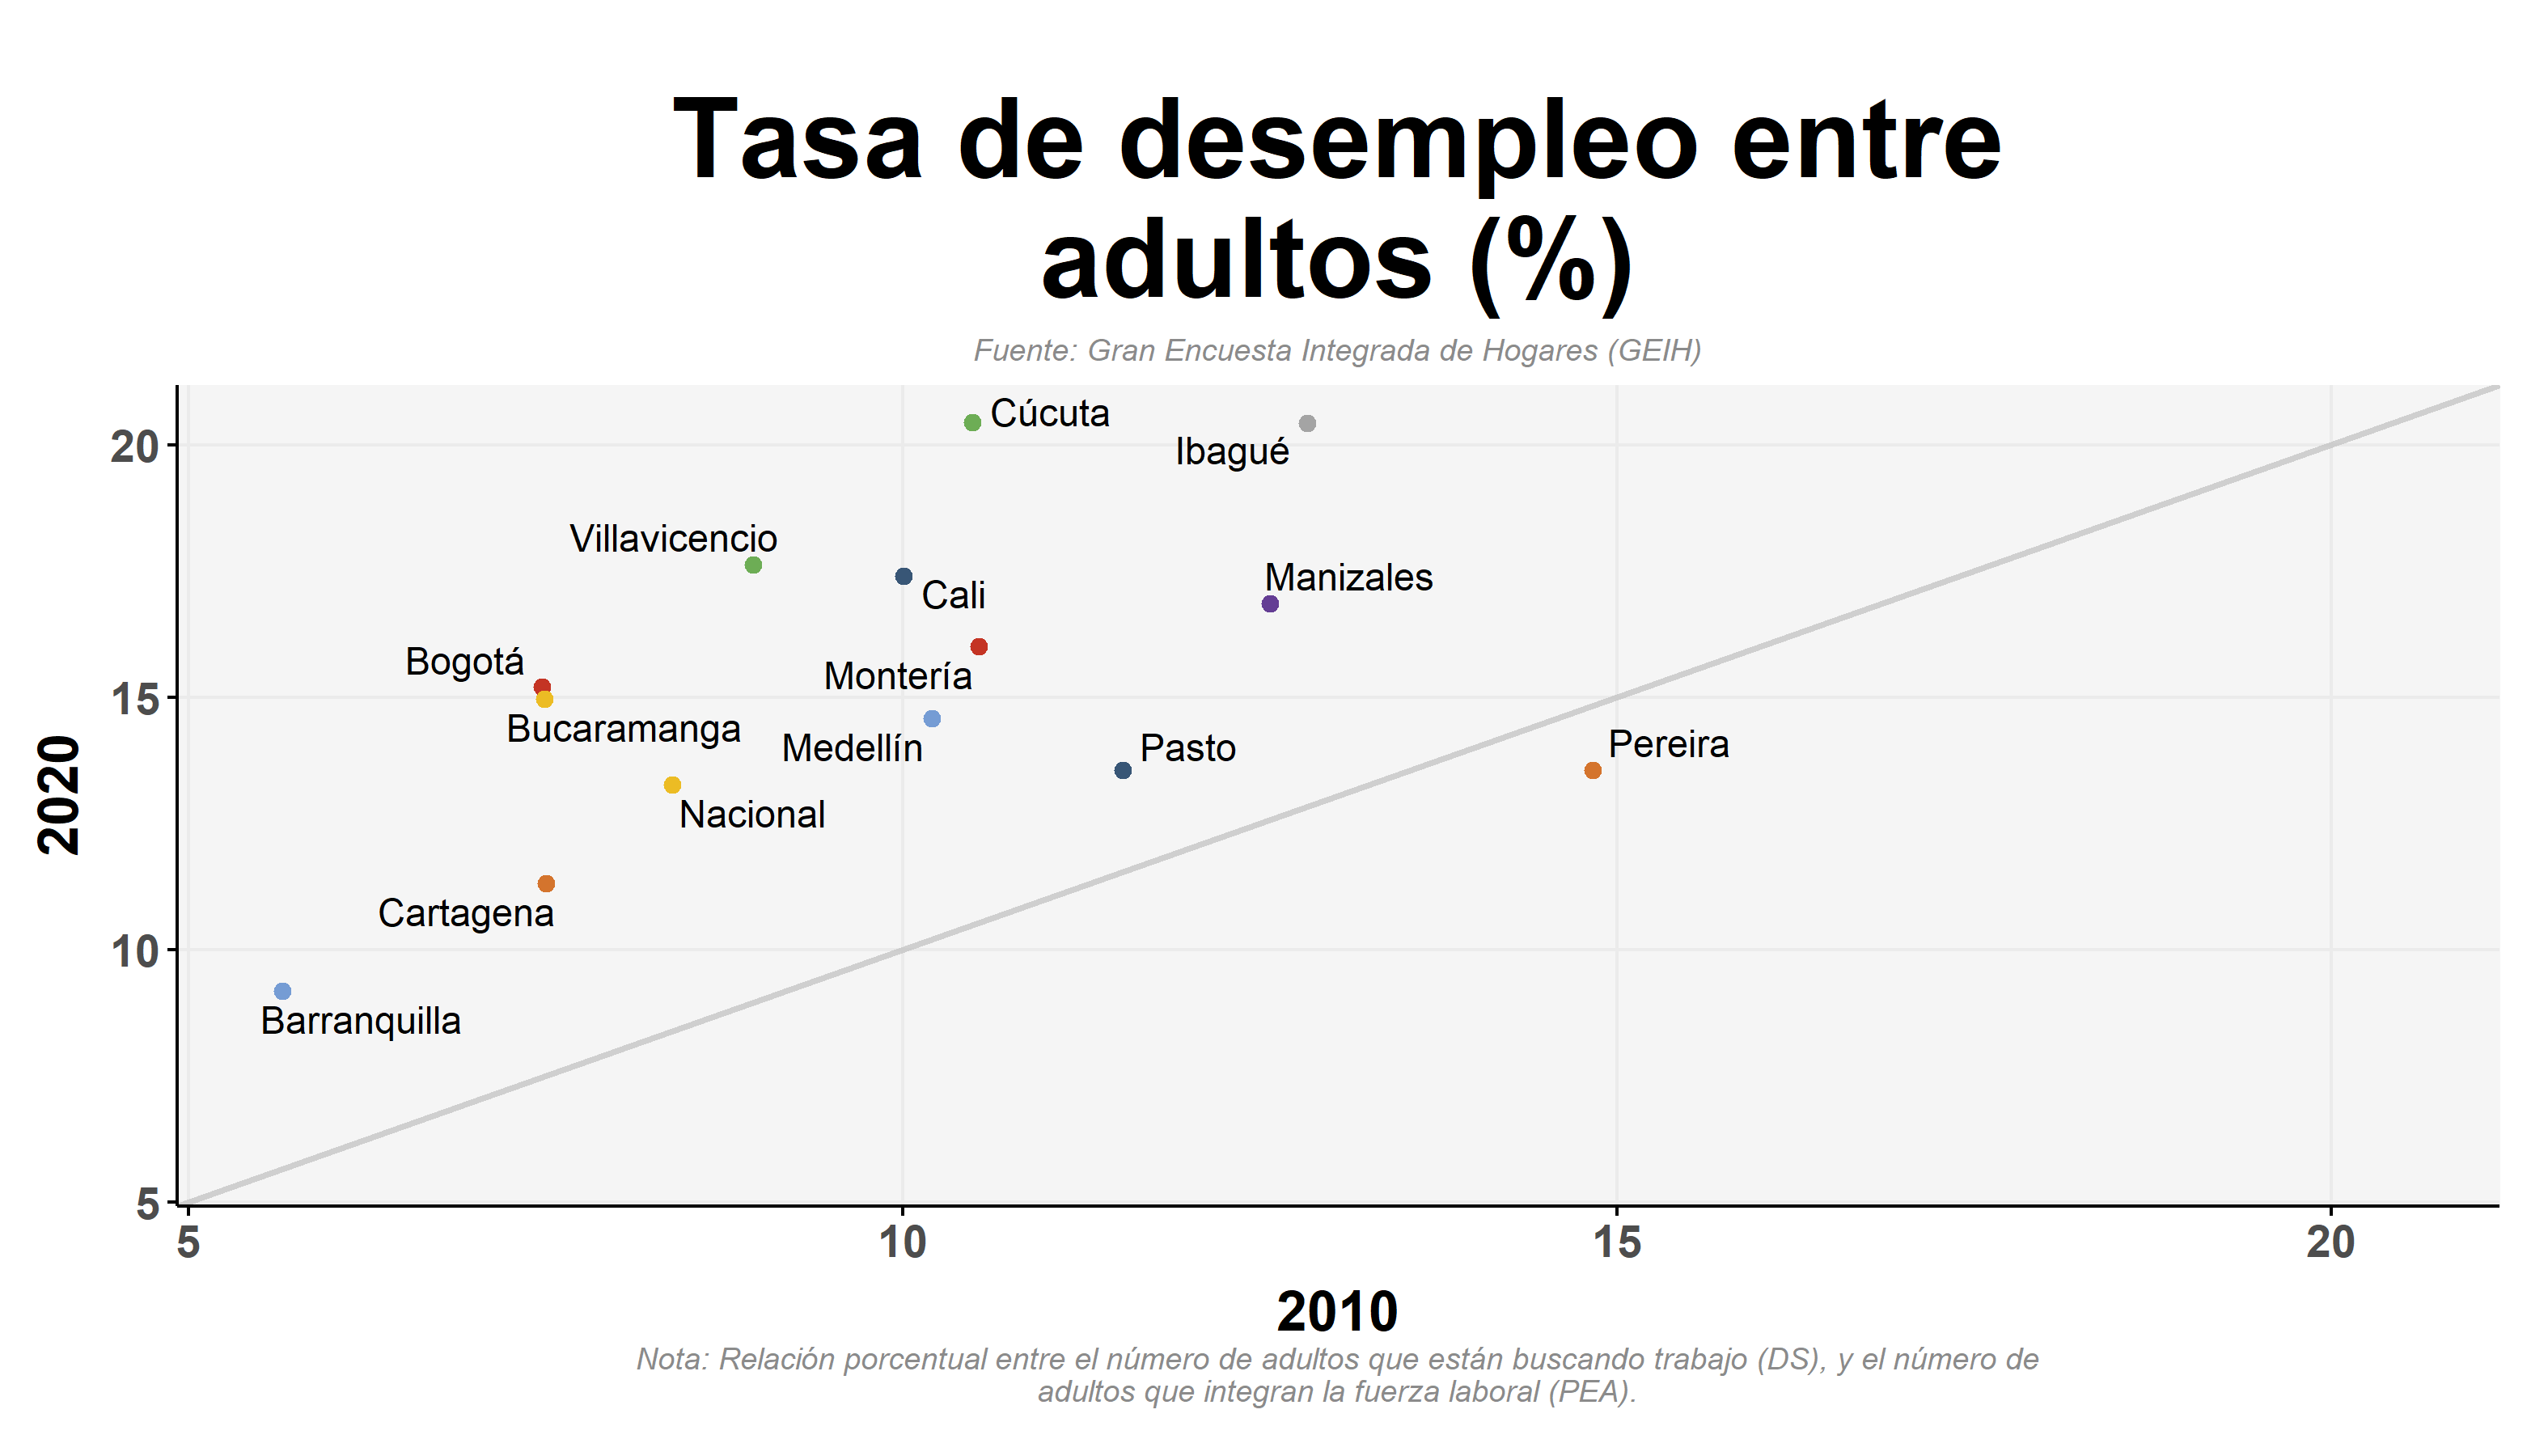 Tasa de desempleo entre
adultos (%)
Fuente: Gran Encuesta Integrada de Hogares (GEIH)
Cúcuta
20
Ibagué
Villavicencio
Manizales
Cali
Bogotá
Montería
15
Bucaramanga
Pereira
Medellín
Pasto
2020
Nacional
Cartagena
10
Barranquilla
5
5 10 15 20
2010
Nota: Relación porcentual entre el número de adultos que están buscando trabajo (DS), y el número de
adultos que integran la fuerza laboral (PEA).